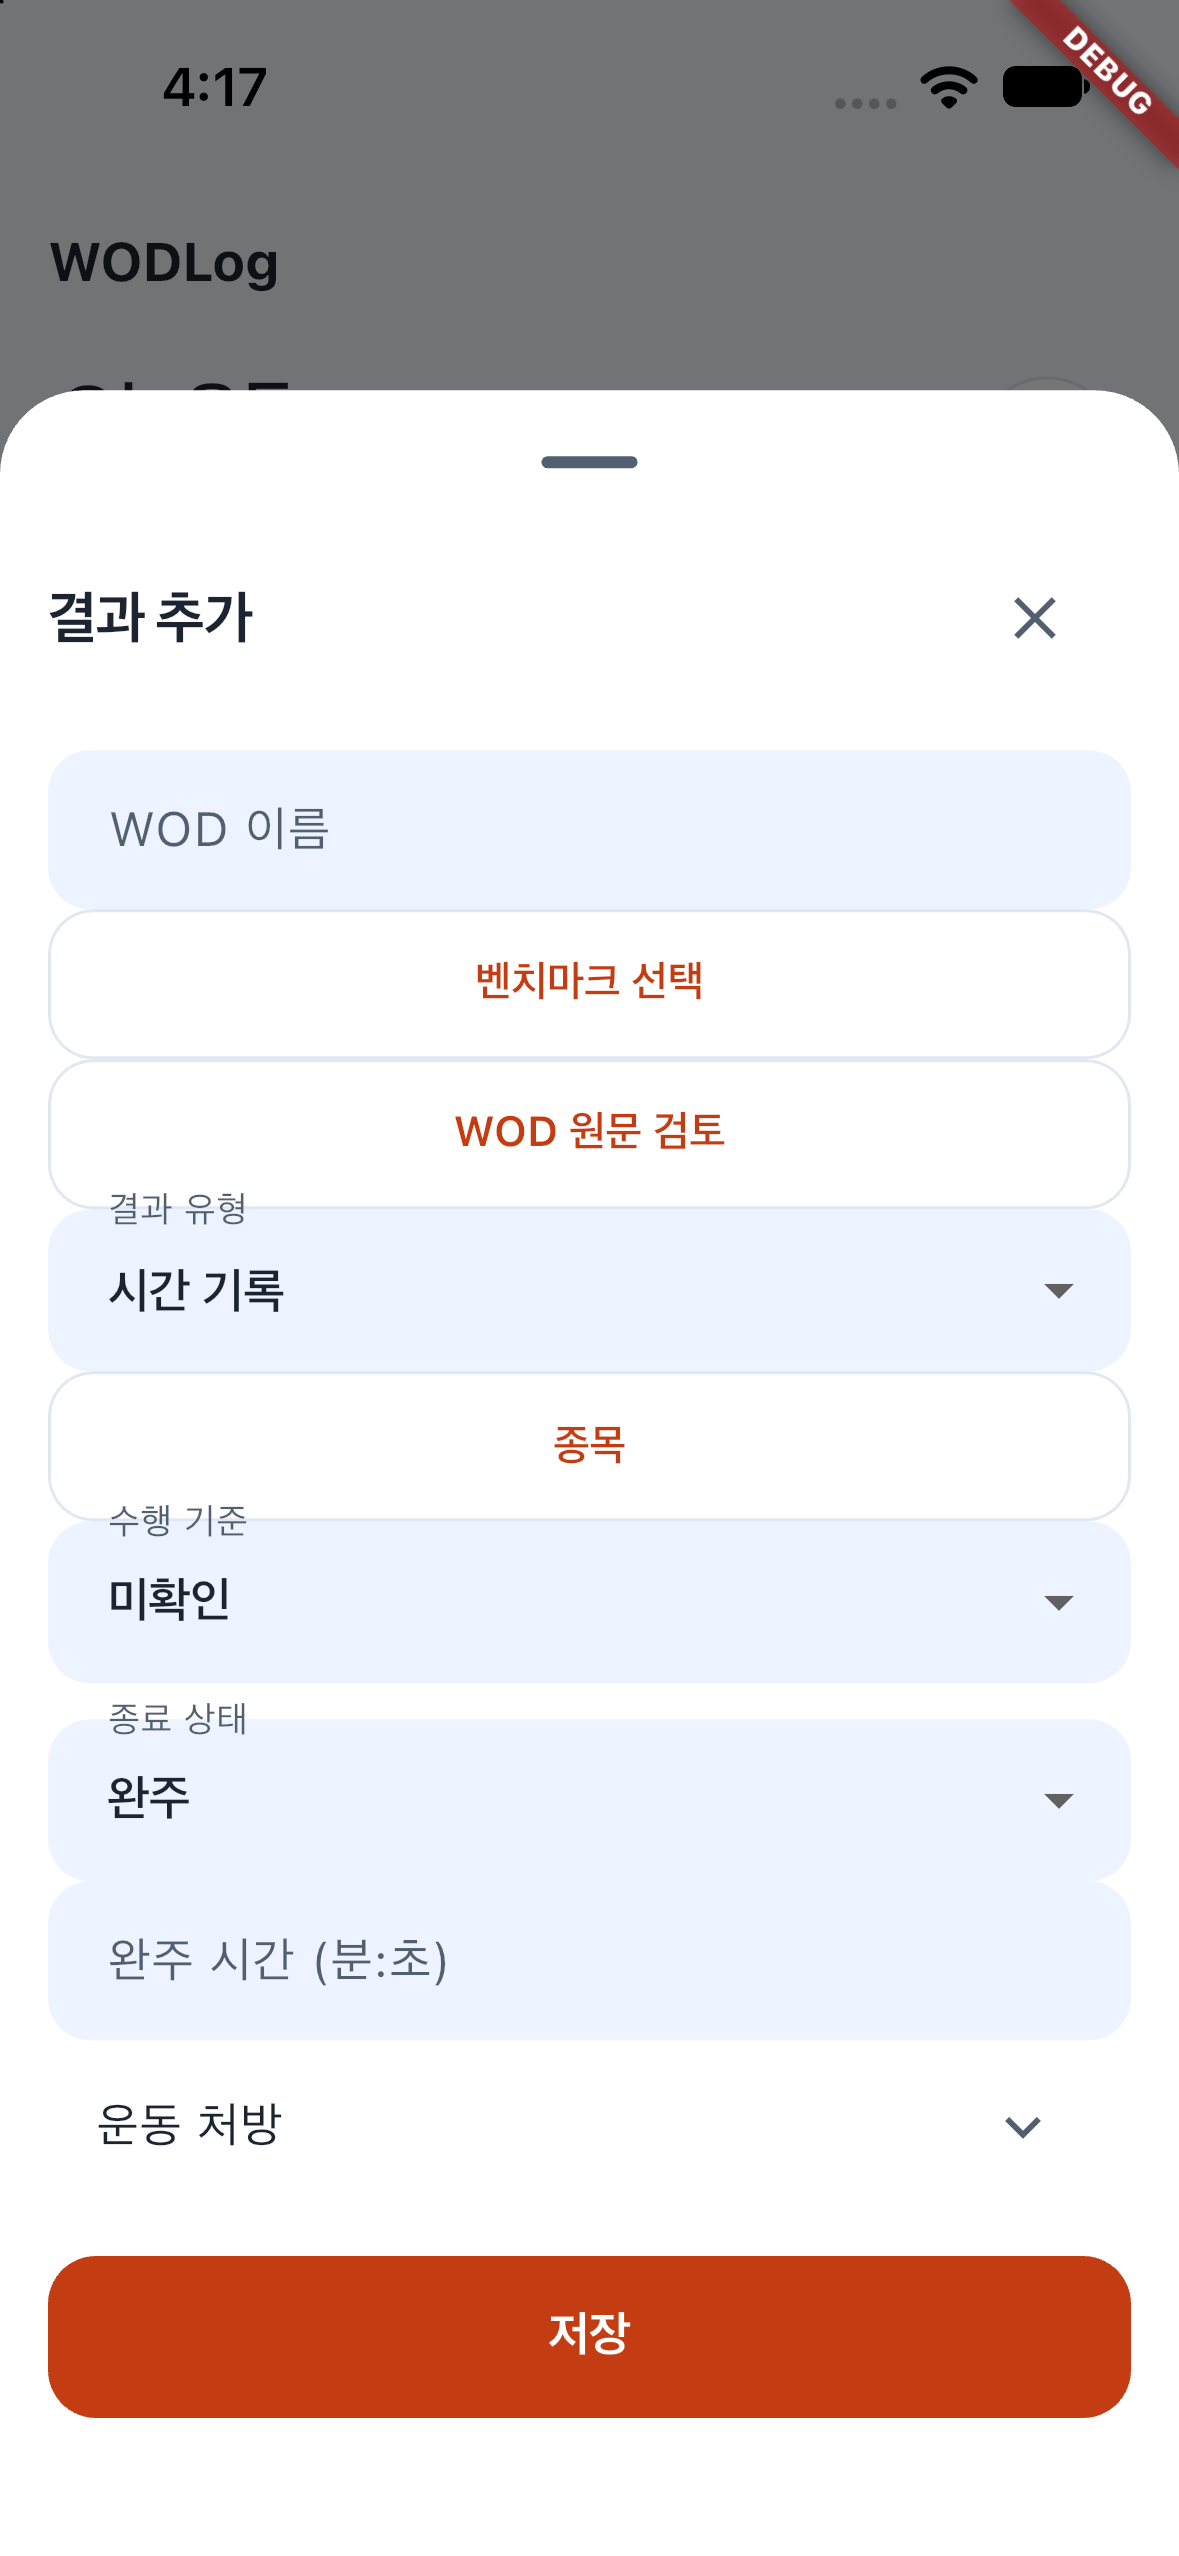 4:17
DEBUG
WODLog
결과 추가
WOD 이름
벤치마크 선택
WOD 원문 검토
결과 유형
시간 기록
종목
수행 기준
미확인
종료 상태
완주
완주 시간 (분:초)
운동 처방
저장